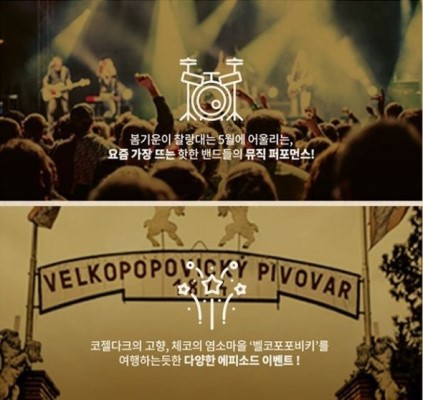 봄기운이 찰랑대는 5월에 어울리는,
요즘 가장 뜨는 핫한 밴드들의 뮤직 퍼포먼스!
VELKOPOPOVICKÝ PIVOVAR
코젤다크의 고향, 체코의 염소마을 '벨코포포비키'를
여행하는듯한 다양한 에피소드 이벤트 !